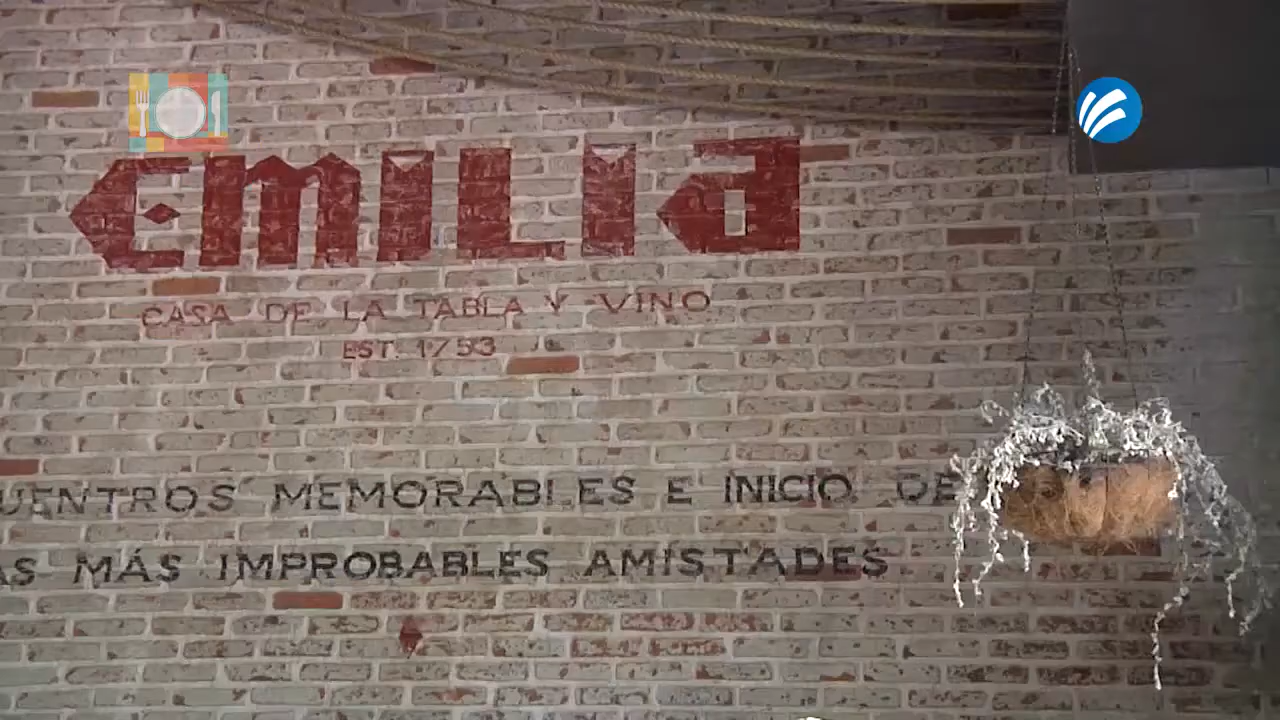 EMILIA
CASA DE LA TABLA Y VINO
EST. 1753
UENTROS MEMORABLES E INICIO DE
AS MÁS IMPROBABLES AMISTADES